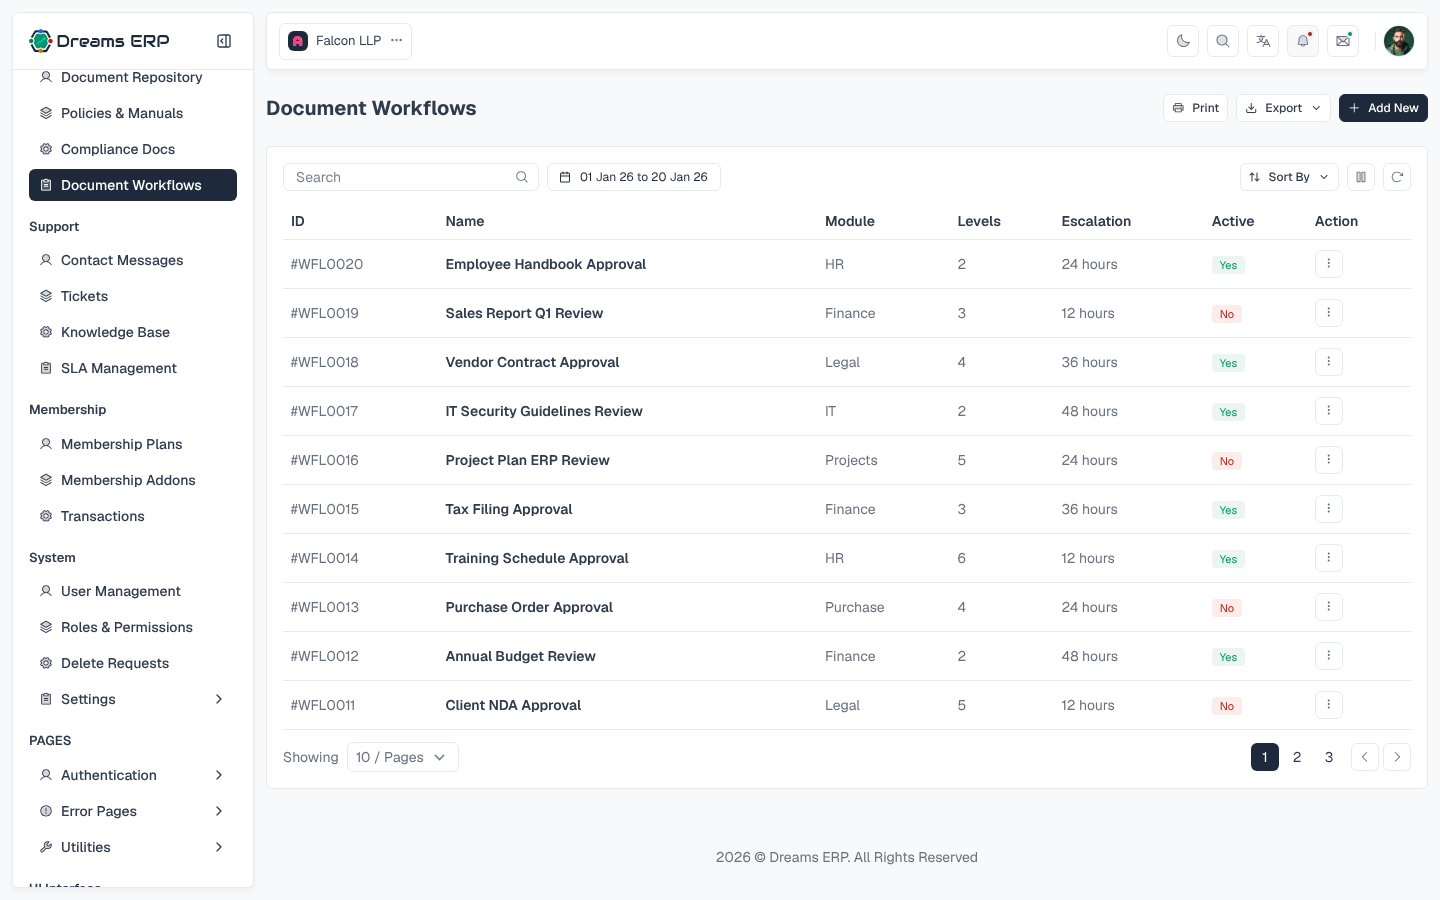 Dreams ERP
Falcon LLP
Document Repository
Policies & Manuals
Compliance Docs
Document Workflows
Support
Contact Messages
Tickets
Knowledge Base
SLA Management
Membership
Membership Plans
Membership Addons
Transactions
System
User Management
Roles & Permissions
Delete Requests
Settings
PAGES
Authentication
Error Pages
Utilities
UI Interface
Document Workflows
Print Export Add New
Search 01 Jan 26 to 20 Jan 26 Sort By
ID Name Module Levels Escalation Active Action
#WFL0020 Employee Handbook Approval HR 2 24 hours Yes
#WFL0019 Sales Report Q1 Review Finance 3 12 hours No
#WFL0018 Vendor Contract Approval Legal 4 36 hours Yes
#WFL0017 IT Security Guidelines Review IT 2 48 hours Yes
#WFL0016 Project Plan ERP Review Projects 5 24 hours No
#WFL0015 Tax Filing Approval Finance 3 36 hours Yes
#WFL0014 Training Schedule Approval HR 6 12 hours Yes
#WFL0013 Purchase Order Approval Purchase 4 24 hours No
#WFL0012 Annual Budget Review Finance 2 48 hours Yes
#WFL0011 Client NDA Approval Legal 5 12 hours No
Showing 10 / Pages 1 2 3
2026 © Dreams ERP. All Rights Reserved